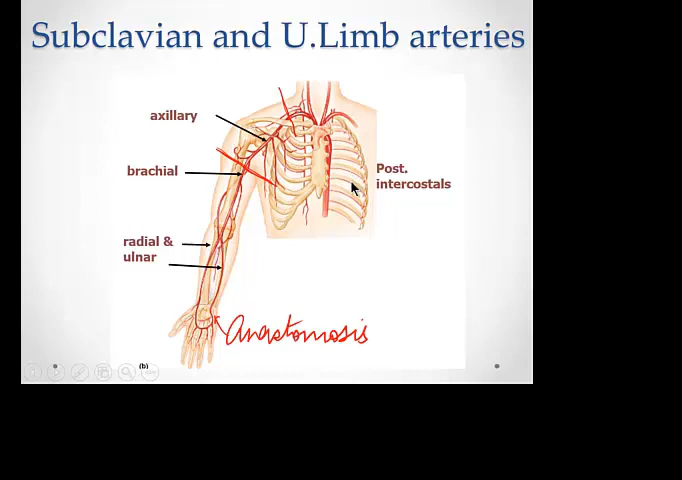 Subclavian and U.Limb arteries
axillary
brachial
Post.
intercostals
radial &
ulnar
Anastomosis
(b)